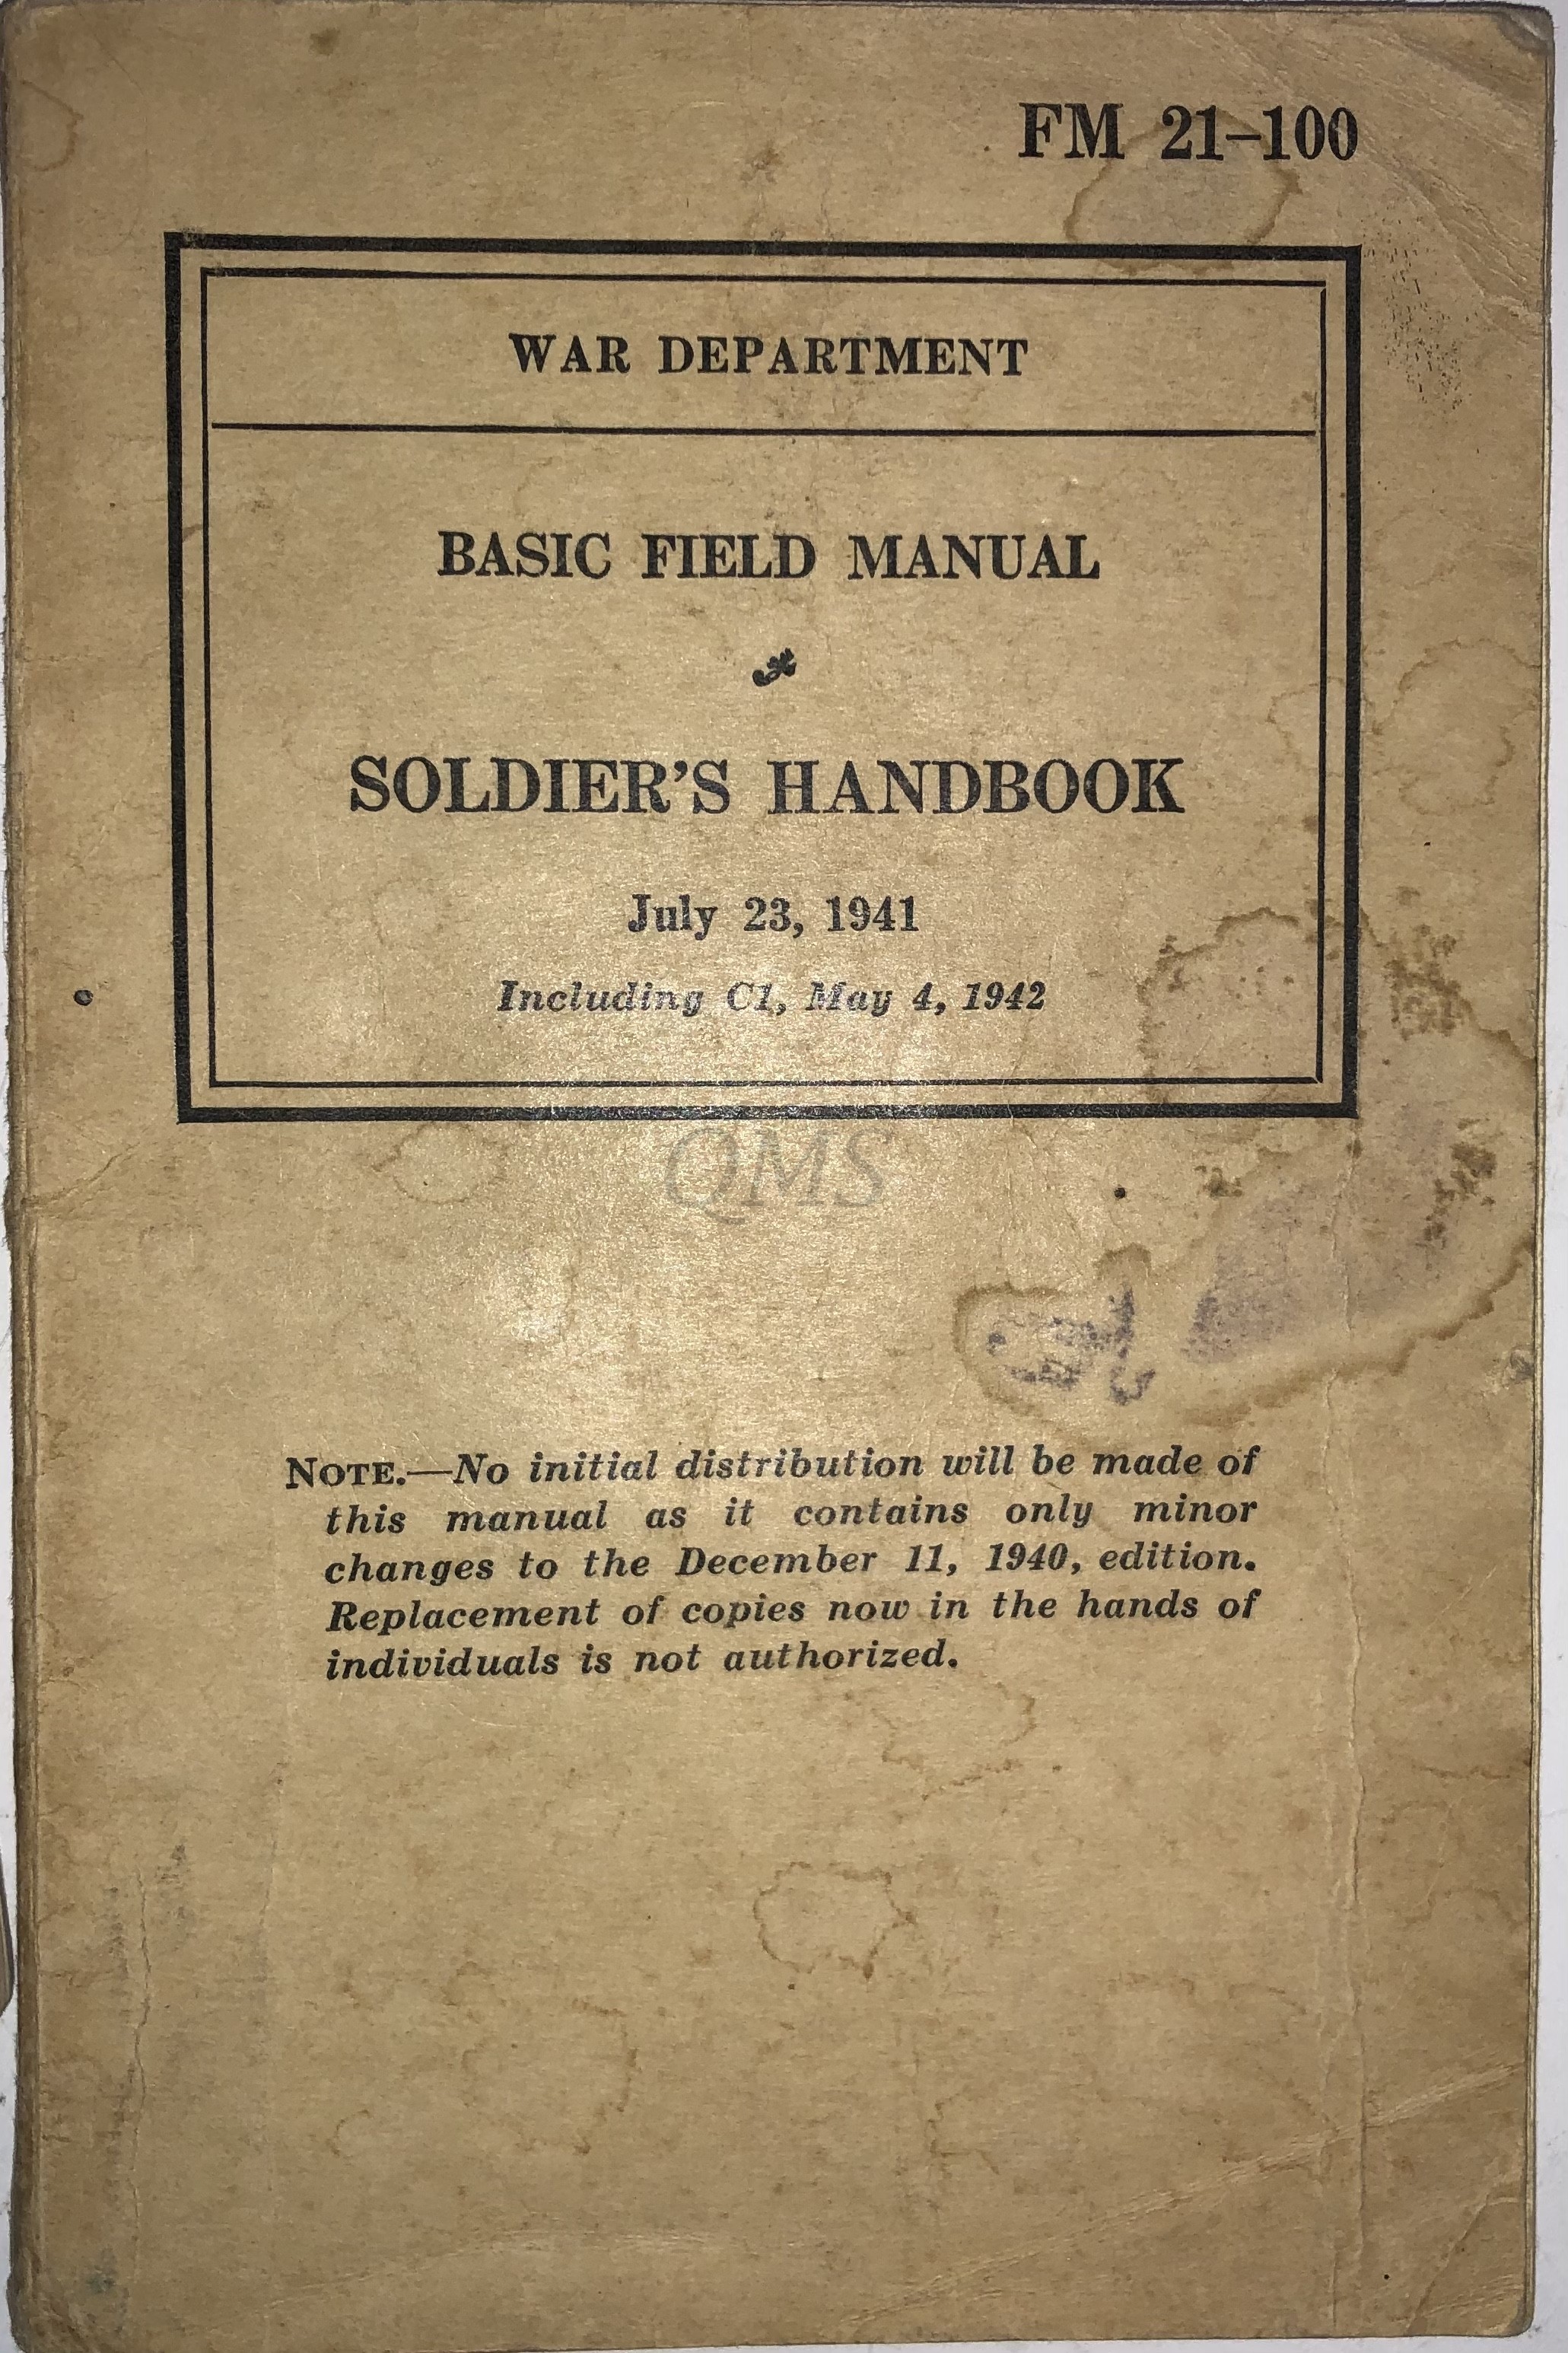 FM 21–100
WAR DEPARTMENT
BASIC FIELD MANUAL
SOLDIER’S HANDBOOK
July 23, 1941
Including C1, May 4, 1942
QMS
NOTE.—No initial distribution will be made of
this manual as it contains only minor
changes to the December 11, 1940, edition.
Replacement of copies now in the hands of
individuals is not authorized.